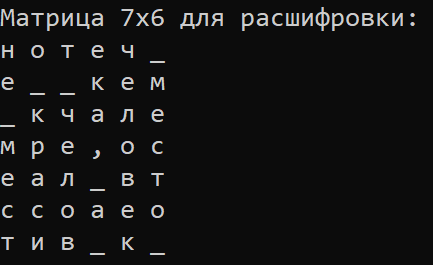 Матрица 7x6 для расшифровки:
н о т е ч _
е _ _ к е м
_ к ч а л е
м р е , о с
е а л _ в т
с с о а е о
т и в _ к _